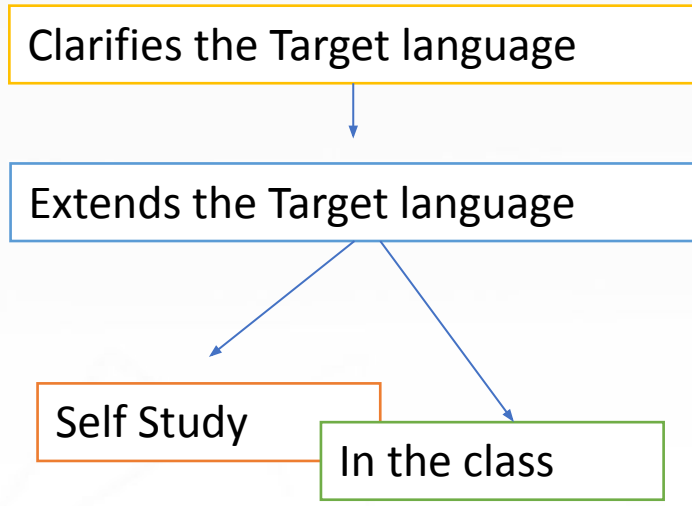 Clarifies the Target language
Extends the Target language
Self Study
In the class